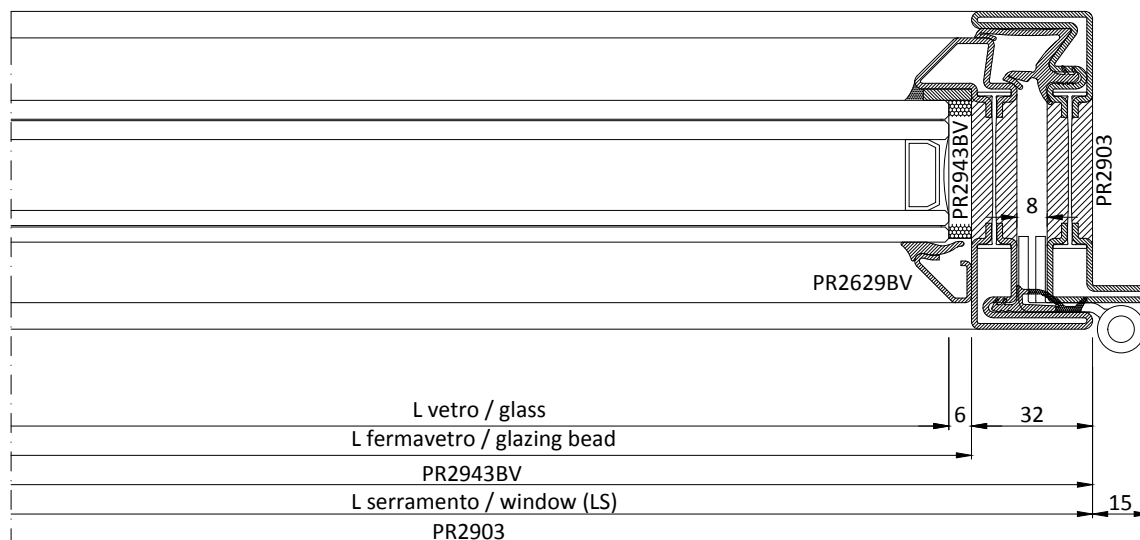 PR2943BV
PR2903
8
PR2629BV
L vetro / glass
6
32
L fermavetro / glazing bead
PR2943BV
L serramento / window (LS)
15
PR2903